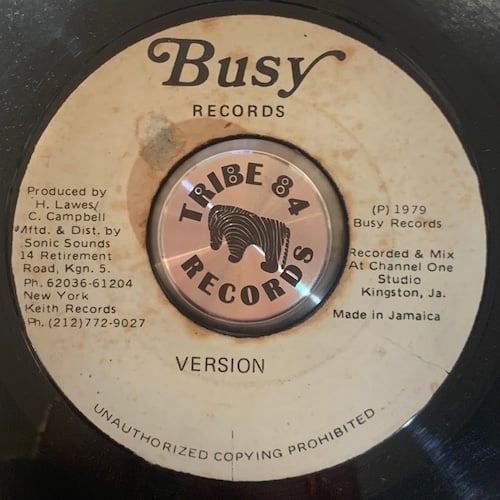 Busy
RECORDS
Produced by
H. Lawes/
C. Campbell
Mftd. & Dist. by
Sonic Sounds
14 Retirement
Road, Kgn. 5.
Ph. 62036-61204
New York
Keith Records
Ph. (212)772-9027
TRIBE 84
RECORDS
(P) 1979
Busy Records
Recorded & Mix
At Channel One
Studio
Kingston, Ja.
Made in Jamaica
VERSION
UNAUTHORIZED COPYING PROHIBITED